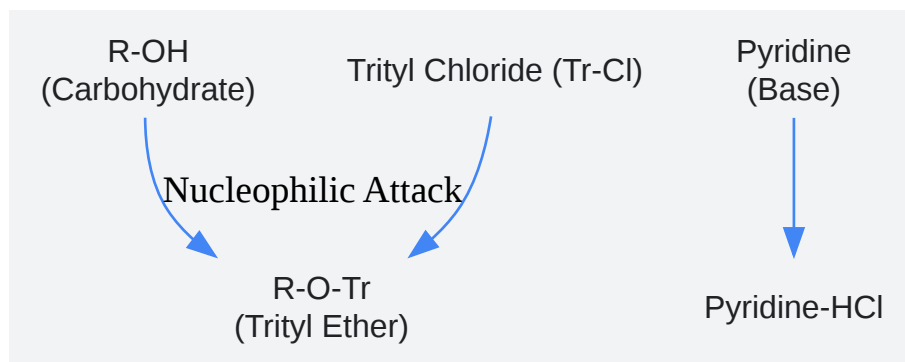 R-OH
(Carbohydrate)
Trityl Chloride (Tr-Cl)
Pyridine
(Base)
Nucleophilic Attack
R-O-Tr
(Trityl Ether)
Pyridine-HCl